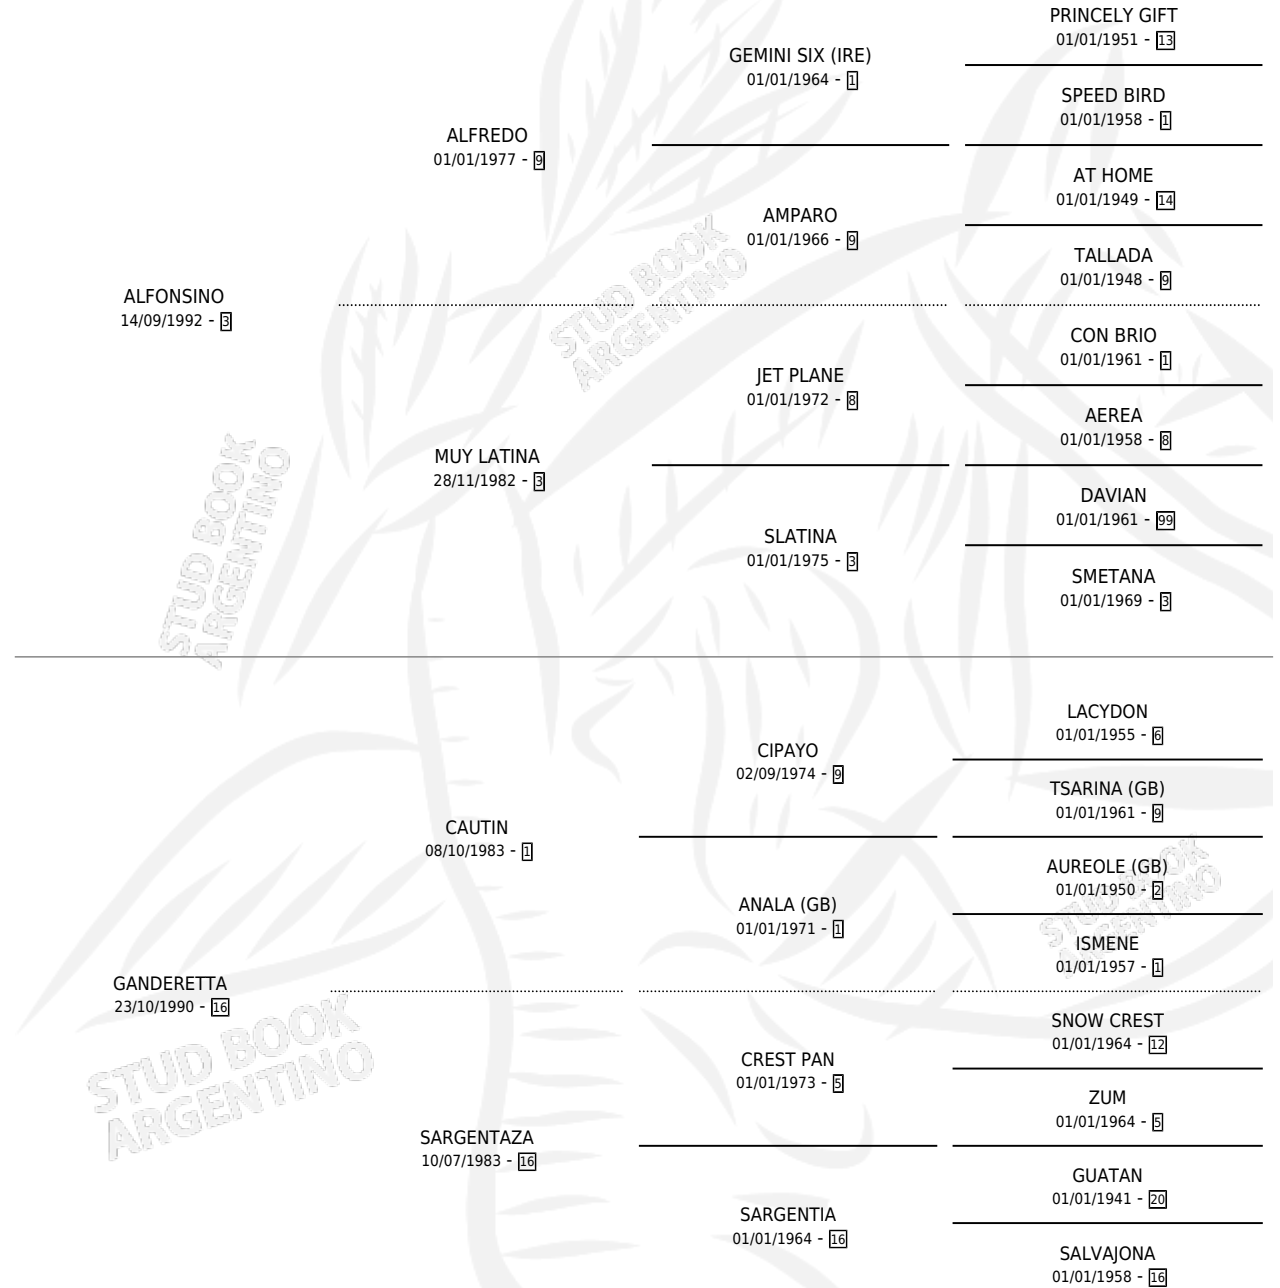 PRINCELY GIFT
01/01/1951 - 13
GEMINI SIX (IRE)
01/01/1964 - 1
SPEED BIRD
01/01/1958 - 1
ALFREDO
01/01/1977 - 9
AT HOME
01/01/1949 - 14
AMPARO
01/01/1966 - 9
TALLADA
01/01/1948 - 9
ALFONSINO
14/09/1992 - 3
CON BRIO
01/01/1961 - 1
JET PLANE
01/01/1972 - 8
AEREA
01/01/1958 - 8
MUY LATINA
28/11/1982 - 3
DAVIAN
01/01/1961 - 99
SLATINA
01/01/1975 - 3
SMETANA
01/01/1969 - 3
LACYDON
01/01/1955 - 6
CIPAYO
02/09/1974 - 9
TSARINA (GB)
01/01/1961 - 9
CAUTIN
08/10/1983 - 1
AUREOLE (GB)
01/01/1950 - 2
ANALA (GB)
01/01/1971 - 1
ISMENE
01/01/1957 - 1
GANDERETTA
23/10/1990 - 16
SNOW CREST
01/01/1964 - 12
CREST PAN
01/01/1973 - 5
ZUM
01/01/1964 - 5
SARGENTAZA
10/07/1983 - 16
GUATAN
01/01/1941 - 20
SARGENTIA
01/01/1964 - 16
SALVAJONA
01/01/1958 - 16
STUD BOOK
ARGENTINO
STUD BOOK
ARGENTINO
STUD BOOK
ARGENTINO
STUD BOOK
ARGENTINO